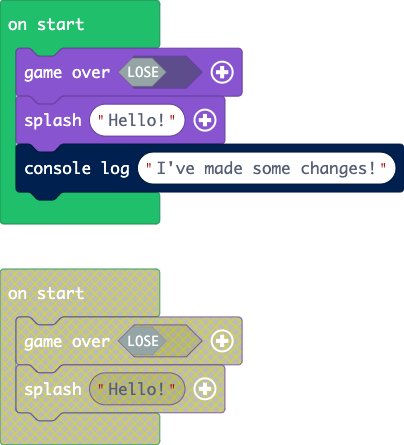 on start
game over LOSE
splash "Hello!"
console log "I've made some changes!"
on start
game over LOSE
splash "Hello!"